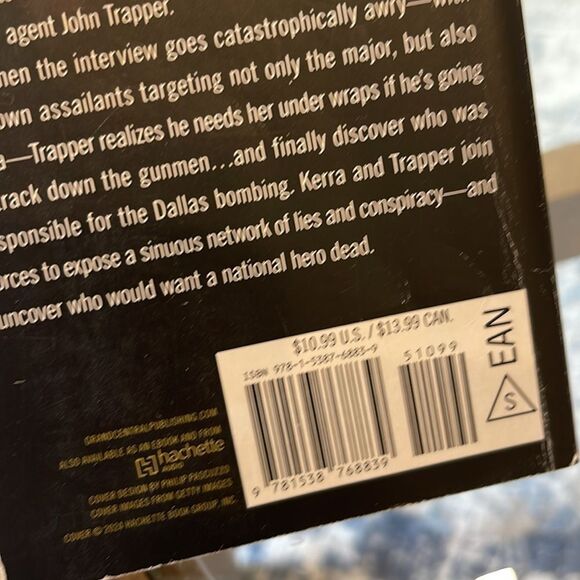 agent John Trapper.
hen the interview goes catastrophically awry—with
own assailants targeting not only the major, but also
a—Trapper realizes he needs her under wraps if he's going
track down the gunmen...and finally discover who was
sponsible for the Dallas bombing. Kerra and Trapper join
orces to expose a sinuous network of lies and conspiracy—and
uncover who would want a national hero dead.
$10.99 U.S. / $13.99 CAN.
ISBN 978-1-5387-6883-9
51099
EAN
S
9 781538 768839
GRANDCENTRALPUBLISHING.COM
ALSO AVAILABLE AS AN EBOOK AND FROM
hachette
AUDIO
COVER DESIGN BY PHILIP PASCUZZO
COVER IMAGES FROM GETTY IMAGES
COVER © 2024 HACHETTE BOOK GROUP, INC.